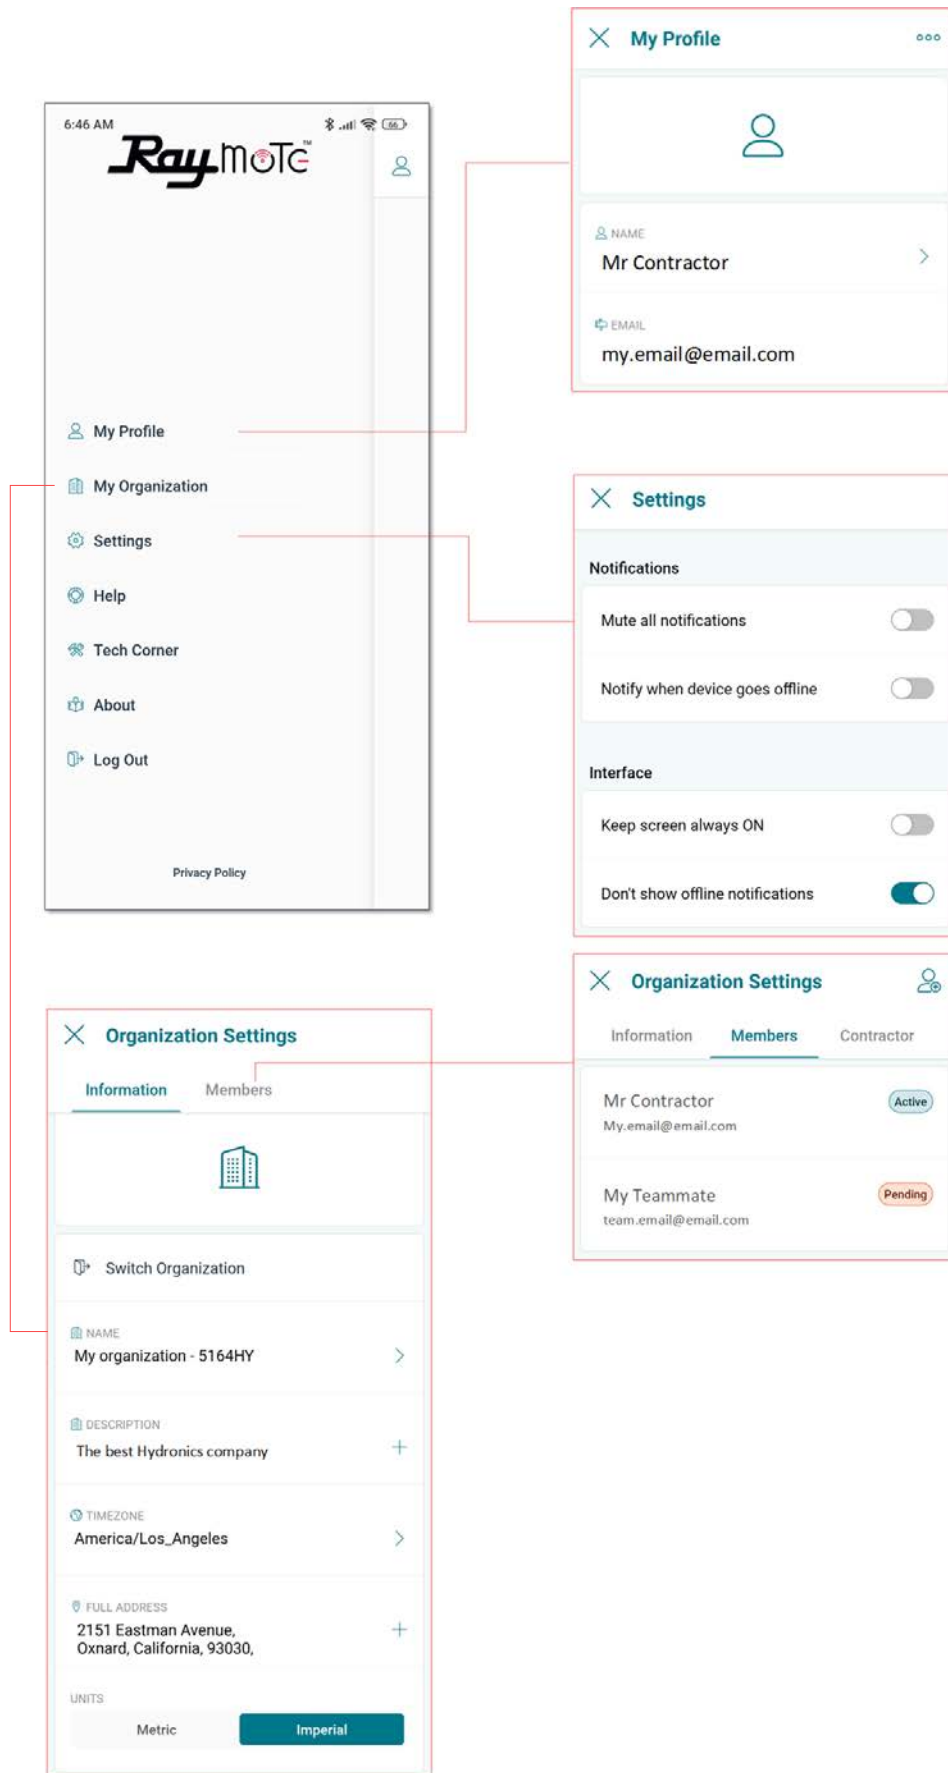 My Profile
NAME
Mr Contractor
EMAIL
my.email@email.com
6:46 AM
66
Raymote™
My Profile
My Organization
Settings
Help
Tech Corner
About
Log Out
Privacy Policy
Settings
Notifications
Mute all notifications
Notify when device goes offline
Interface
Keep screen always ON
Don't show offline notifications
Organization Settings
Information Members Contractor
Mr Contractor
Active
My.email@email.com
My Teammate
Pending
team.email@email.com
Organization Settings
Information Members
Switch Organization
NAME
My organization - 5164HY
DESCRIPTION
The best Hydronics company
TIMEZONE
America/Los_Angeles
FULL ADDRESS
2151 Eastman Avenue,
Oxnard, California, 93030,
UNITS
Metric Imperial